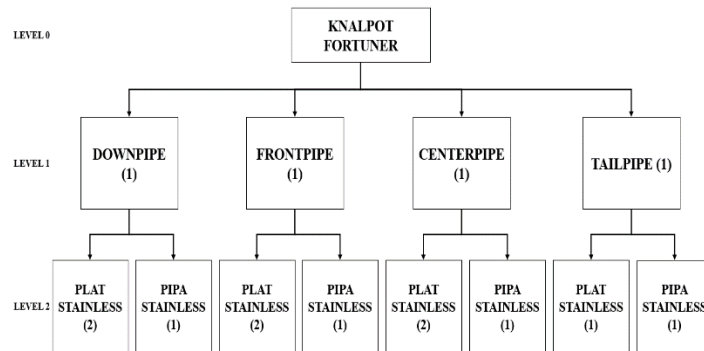 LEVEL 0
KNALPOT
FORTUNER
LEVEL 1
DOWNPIPE
(1)
FRONTPIPE
(1)
CENTERPIPE
(1)
TAILPIPE (1)
LEVEL 2
PLAT
STAINLESS
(2)
PIPA
STAINLESS
(1)
PLAT
STAINLESS
(2)
PIPA
STAINLESS
(1)
PLAT
STAINLESS
(2)
PIPA
STAINLESS
(1)
PLAT
STAINLESS
(1)
PIPA
STAINLESS
(1)